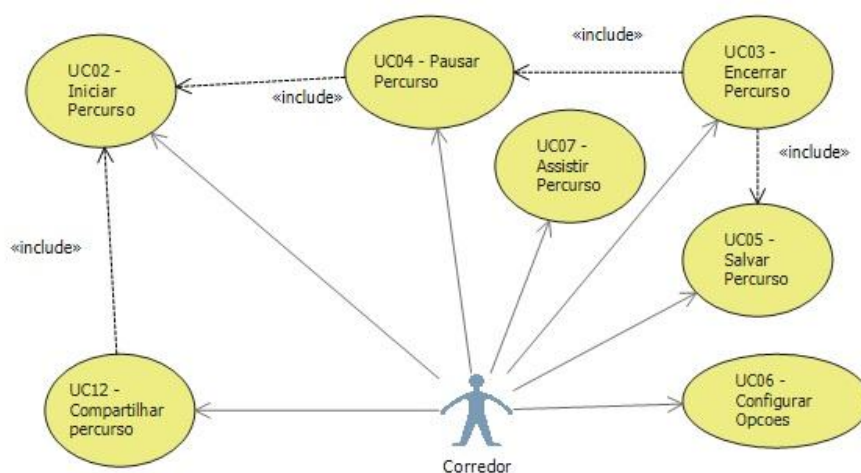 «include»
UC02 -
Iniciar
Percurso
UC04 - Pausar
Percurso
UC03 -
Encerrar
Percurso
«include»
UC07 -
Assistir
Percurso
«include»
UC05 -
Salvar
Percurso
«include»
UC12 -
Compartilhar
percurso
UC06 -
Configurar
Opcoes
Corredor